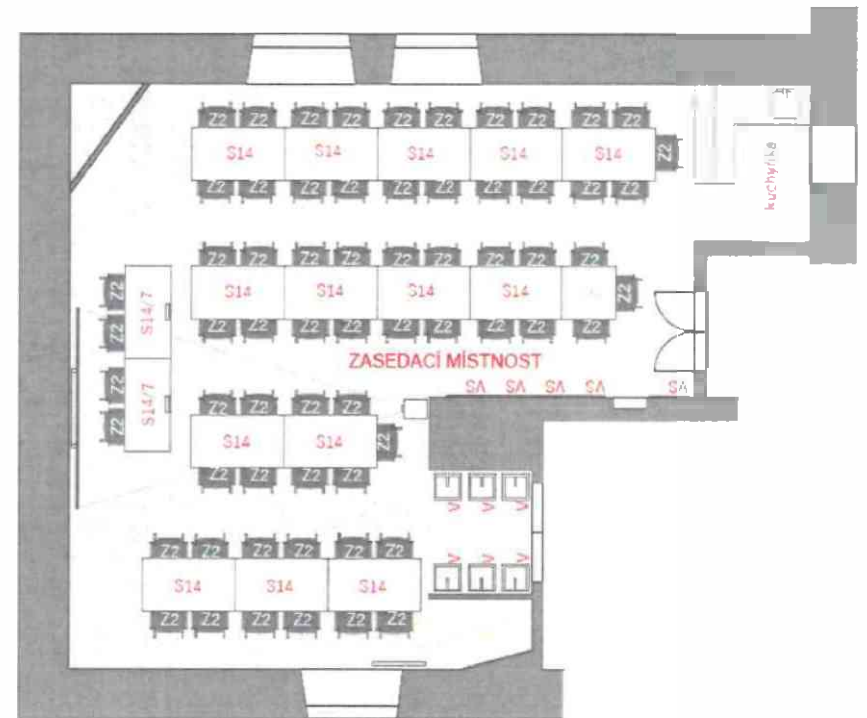 Z2 Z2 Z2 Z2 Z2 Z2 Z2 Z2 Z2 Z2
S14 S14 S14 S14 S14 Z2
Z2 Z2 Z2 Z2 Z2 Z2 Z2 Z2 Z2 Z2
kuchyňka
Z2 Z2 Z2 Z2 Z2 Z2 Z2 Z2 Z2
S14 S14 S14 S14 Z2
Z2 Z2 Z2 Z2 Z2 Z2 Z2 Z2 Z2
Z2 Z2 S14/7
Z2 Z2 S14/7
ZASEDACÍ MÍSTNOST
SA SA SA SA SA
Z2 Z2 Z2 Z2
S14 S14 Z2
Z2 Z2 Z2 Z2
V V V
V V V
Z2 Z2 Z2 Z2 Z2 Z2
S14 S14 S14
Z2 Z2 Z2 Z2 Z2 Z2